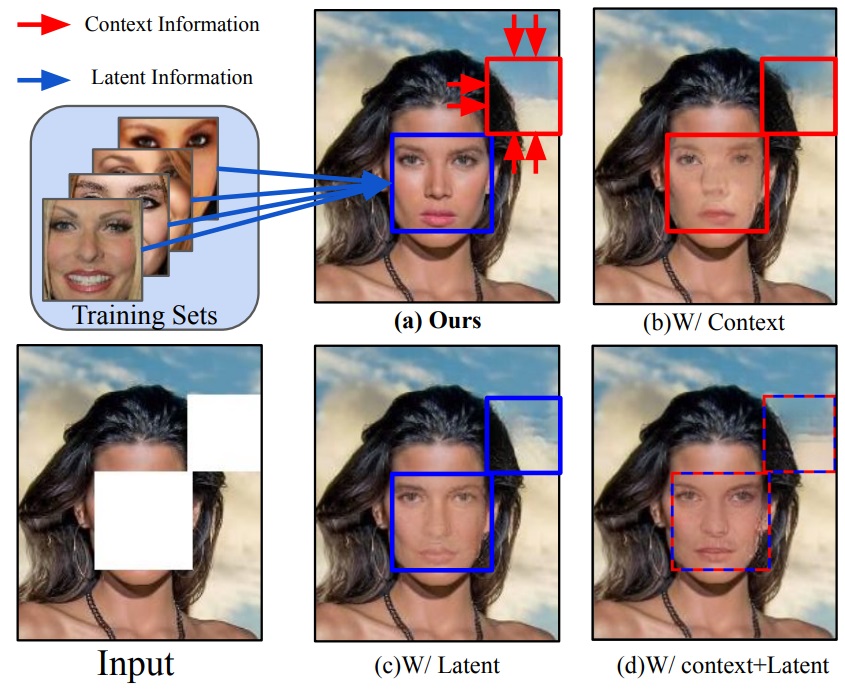 Context Information
Latent Information
Training Sets
(a) Ours
(b)W/ Context
Input
(c)W/ Latent
(d)W/ context+Latent